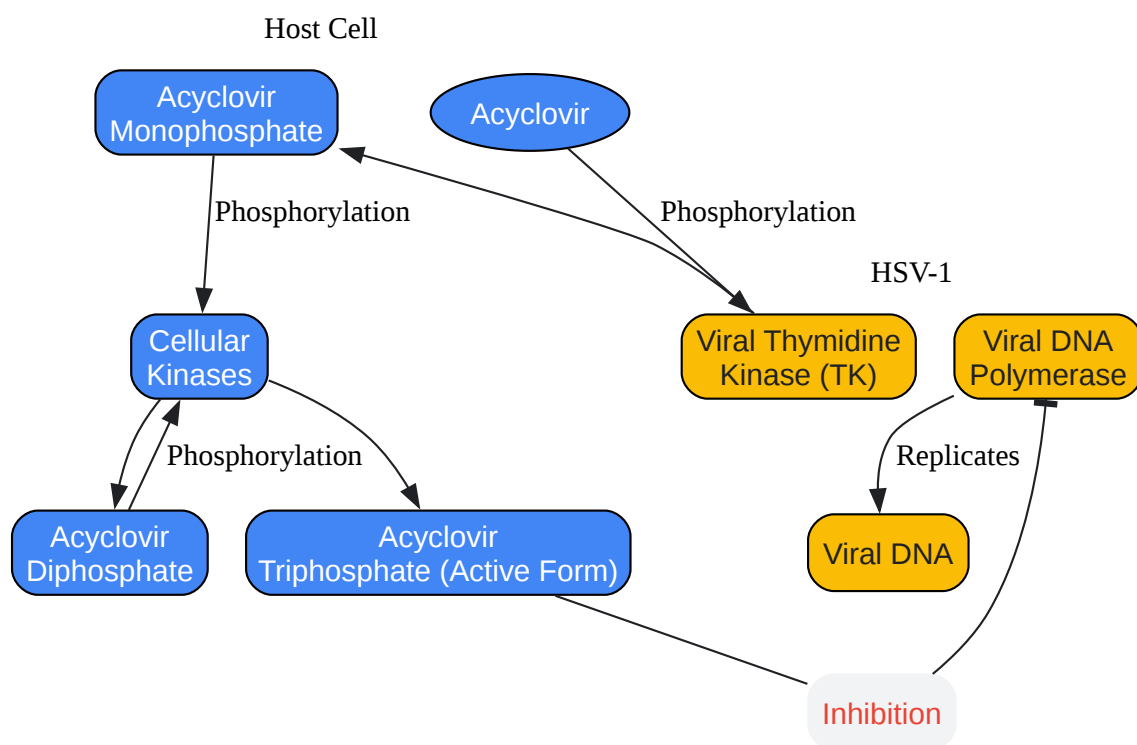 Host Cell
Acyclovir
Monophosphate
Acyclovir
Phosphorylation
Phosphorylation
HSV-1
Cellular
Kinases
Viral Thymidine
Kinase (TK)
Viral DNA
Polymerase
Phosphorylation
Replicates
Acyclovir
Diphosphate
Acyclovir
Triphosphate (Active Form)
Viral DNA
Inhibition